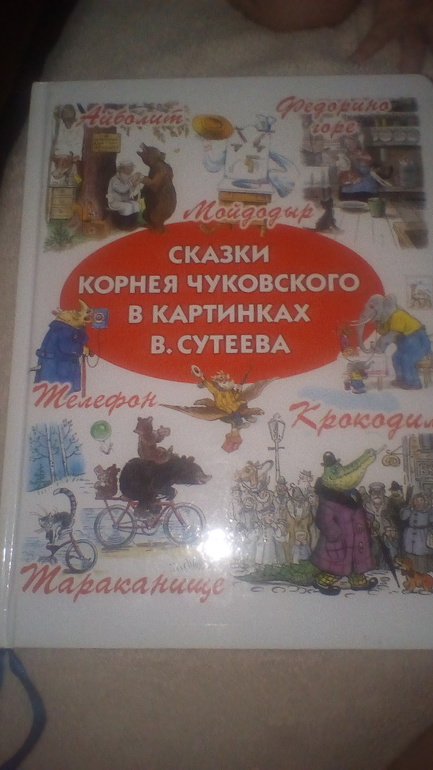 Айболит
Федорино
горе
Мойдодыр
СКАЗКИ
КОРНЕЯ ЧУКОВСКОГО
В КАРТИНКАХ
В. СУТЕЕВА
Телефон
Крокодил
Тараканище